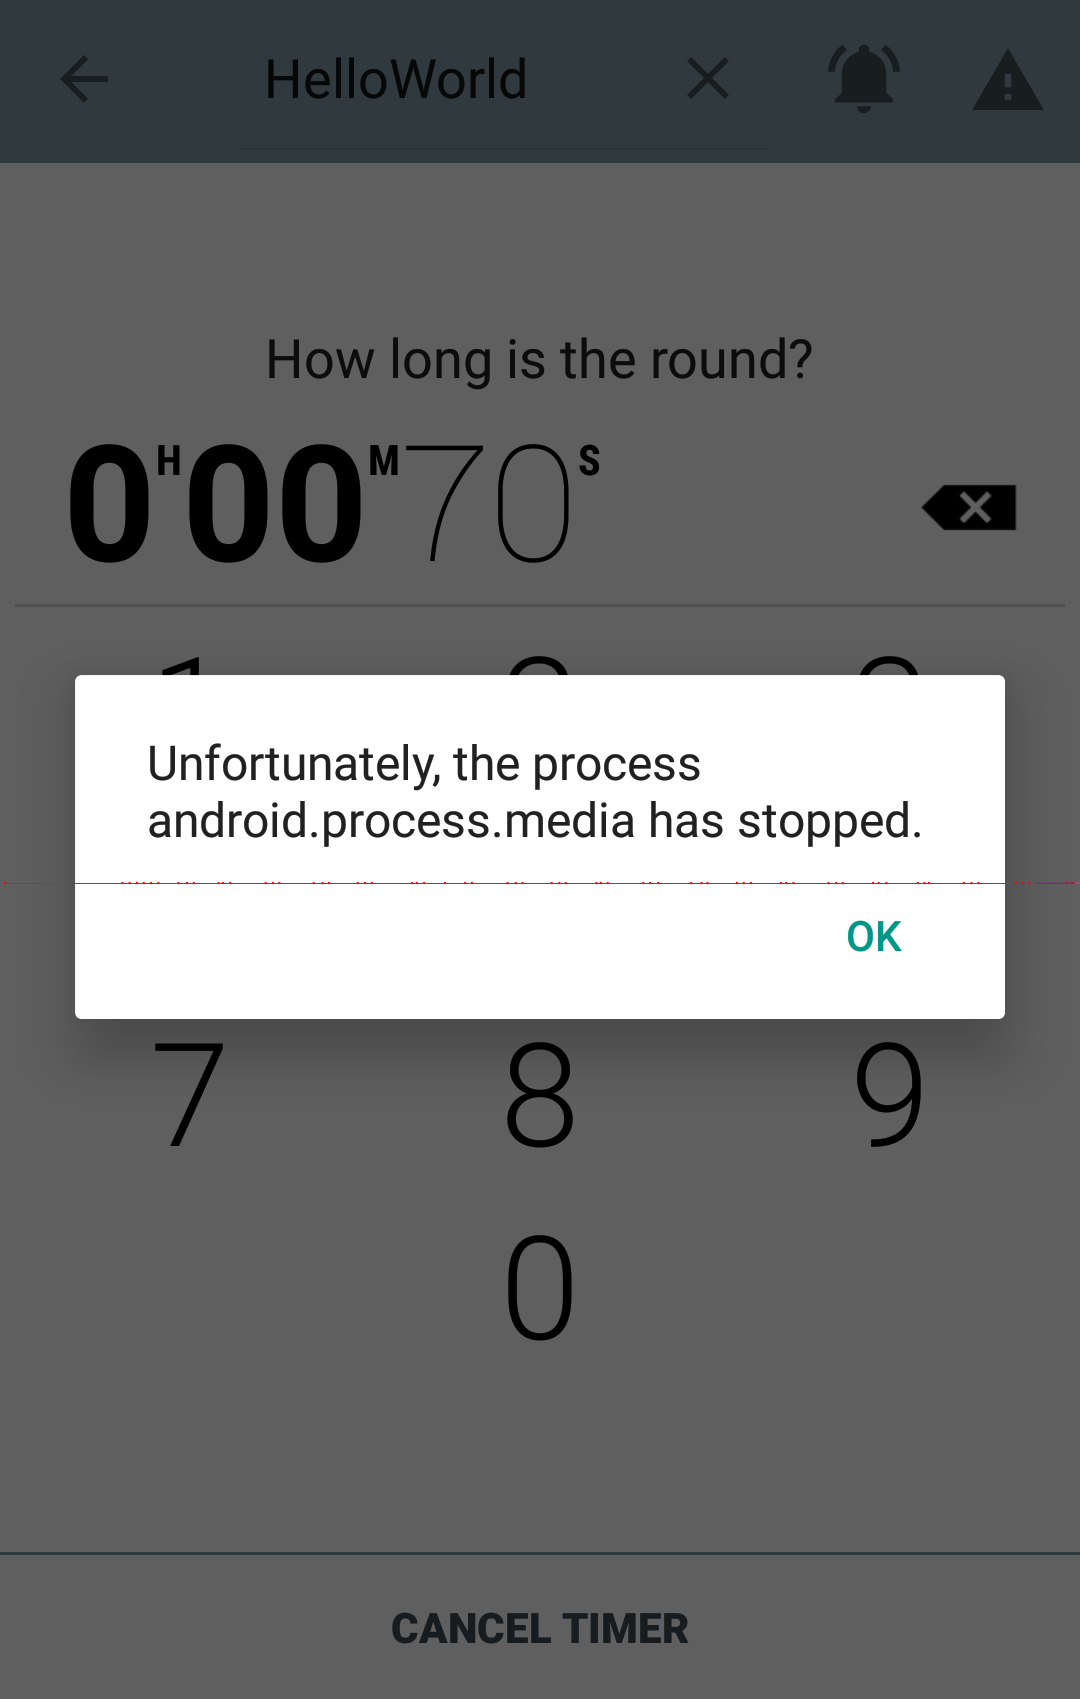 HelloWorld
How long is the round?
0H00M70S
Unfortunately, the process
android.process.media has stopped.
OK
7 8 9
0
CANCEL TIMER